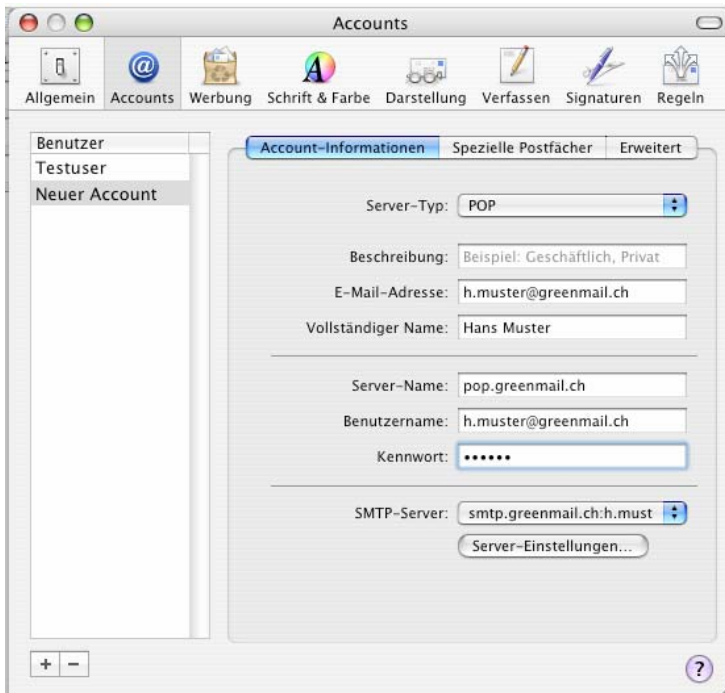 Accounts
Allgemein Accounts Werbung Schrift & Farbe Darstellung Verfassen Signaturen Regeln
Benutzer
Testuser
Neuer Account
Account-Informationen Spezielle Postfächer Erweitert
Server-Typ: POP
Beschreibung: Beispiel: Geschäftlich, Privat
E-Mail-Adresse: h.muster@greenmail.ch
Vollständiger Name: Hans Muster
Server-Name: pop.greenmail.ch
Benutzername: h.muster@greenmail.ch
Kennwort: ••••••
SMTP-Server: smtp.greenmail.ch:h.must
Server-Einstellungen...
+ − ?